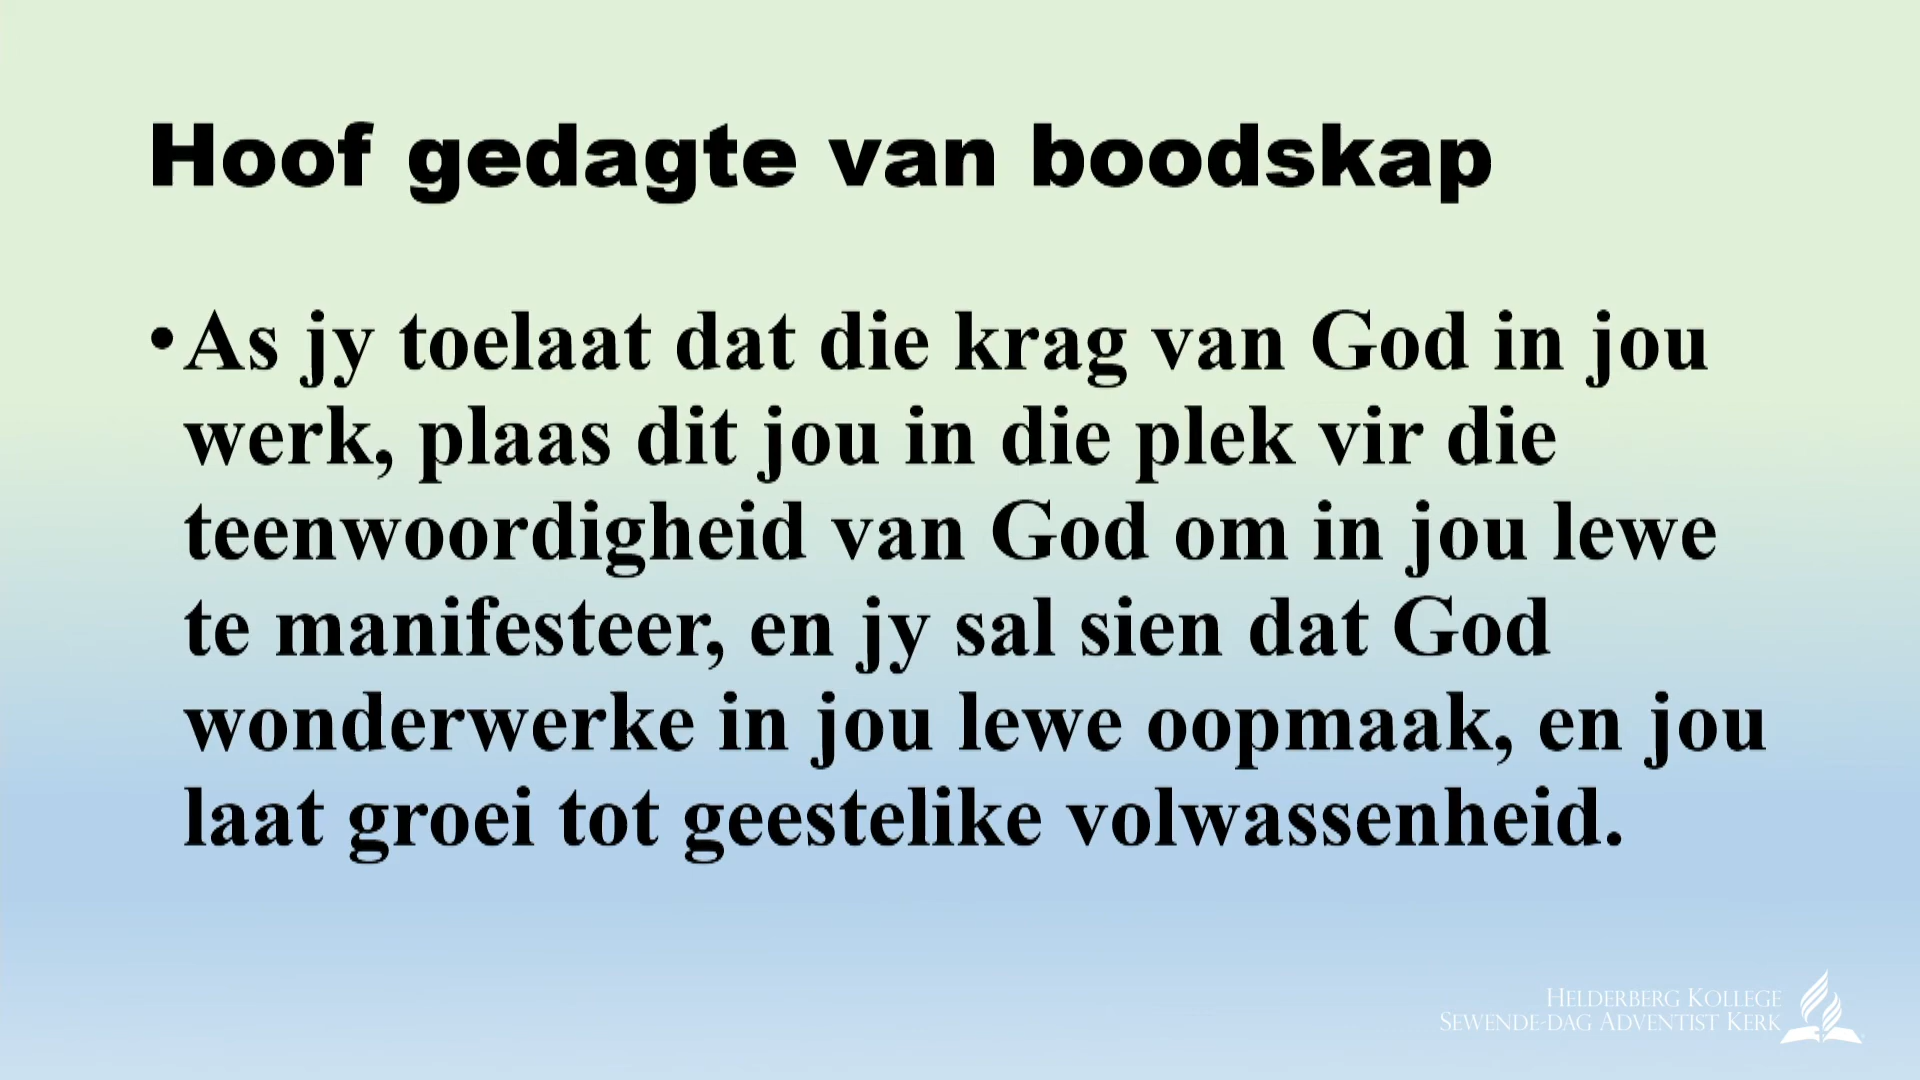 Hoof gedagte van boodskap
•As jy toelaat dat die krag van God in jou
werk, plaas dit jou in die plek vir die
teenwoordigheid van God om in jou lewe
te manifesteer, en jy sal sien dat God
wonderwerke in jou lewe oopmaak, en jou
laat groei tot geestelike volwassenheid.
HELDERBERG KOLLEGE
SEWENDE-DAG ADVENTIST KERK